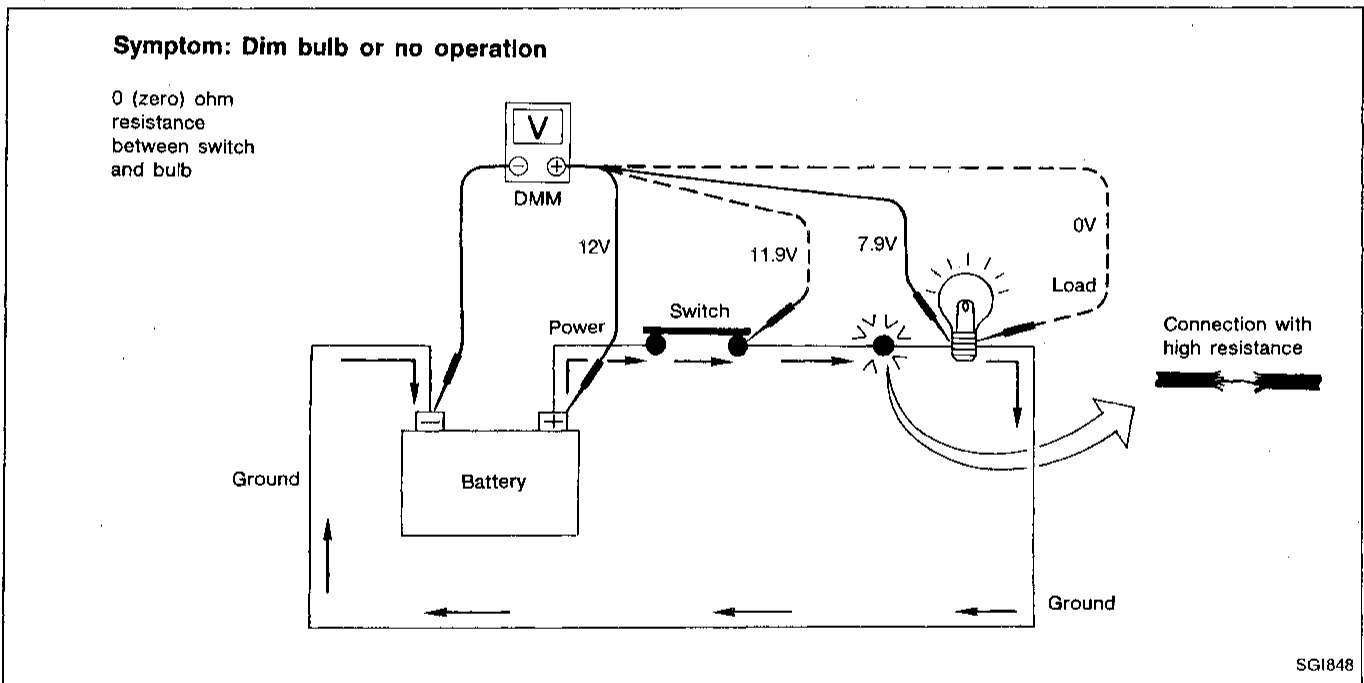 Symptom: Dim bulb or no operation
0 (zero) ohm
resistance
between switch
and bulb
V
− +
DMM
12V
11.9V
7.9V
0V
Load
Switch
Power
Connection with
high resistance
− +
Ground
Battery
Ground
SGI848